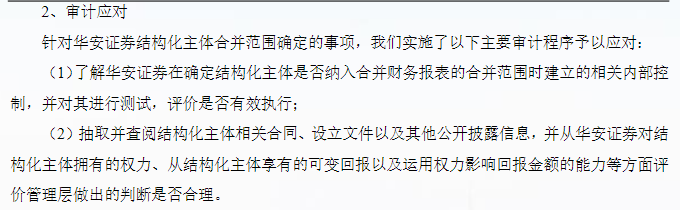 2、审计应对
针对华安证券结构化主体合并范围确定的事项，我们实施了以下主要审计程序予以应对：
（1）了解华安证券在确定结构化主体是否纳入合并财务报表的合并范围时建立的相关内部控
制，并对其进行测试，评价是否有效执行；
（2）抽取并查阅结构化主体相关合同、设立文件以及其他公开披露信息，并从华安证券对结
构化主体拥有的权力、从结构化主体享有的可变回报以及运用权力影响回报金额的能力等方面评
价管理层做出的判断是否合理。